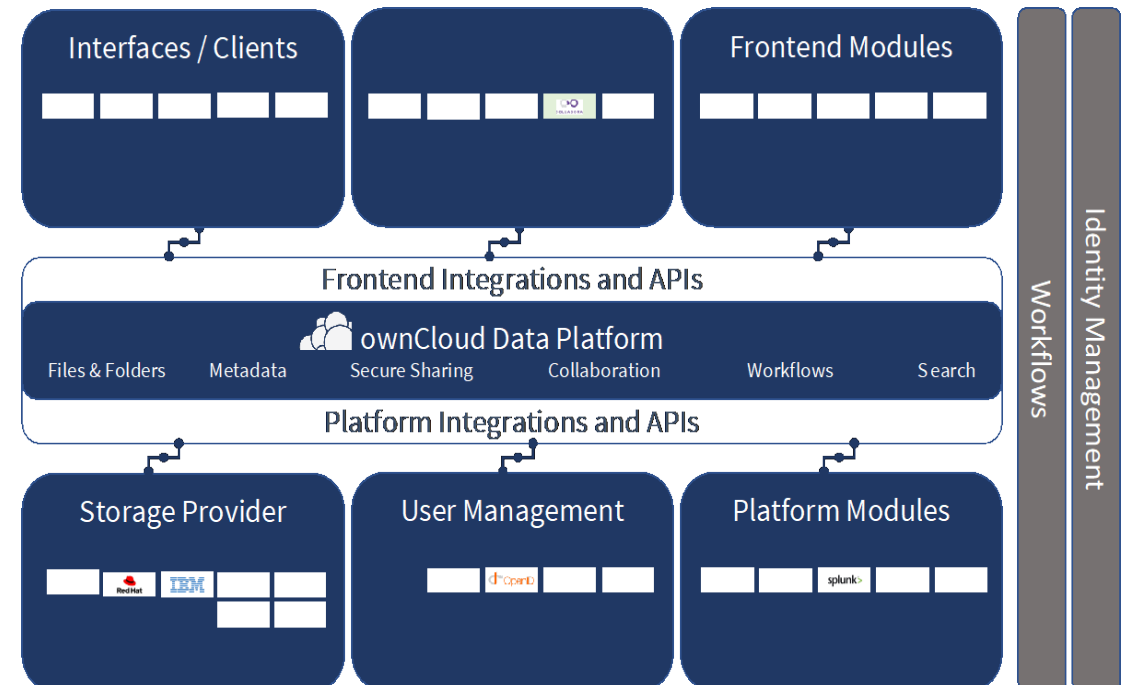 Interfaces / Clients
Frontend Modules
Frontend Integrations and APIs
ownCloud Data Platform
Files & Folders
Metadata
Secure Sharing
Collaboration
Workflows
Search
Platform Integrations and APIs
Storage Provider
User Management
Platform Modules
Red Hat
IBM
OpenID
splunk>
Workflows
Identity Management